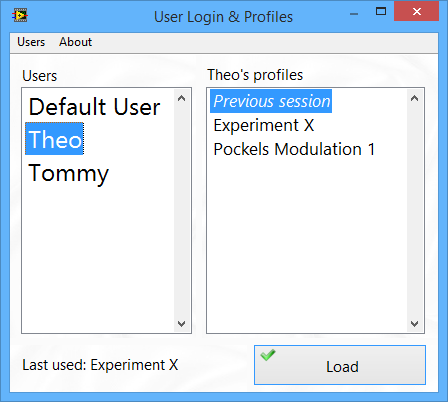 User Login & Profiles
Users About
Users
Theo's profiles
Default User
Theo
Tommy
Previous session
Experiment X
Pockels Modulation 1
Last used: Experiment X
Load